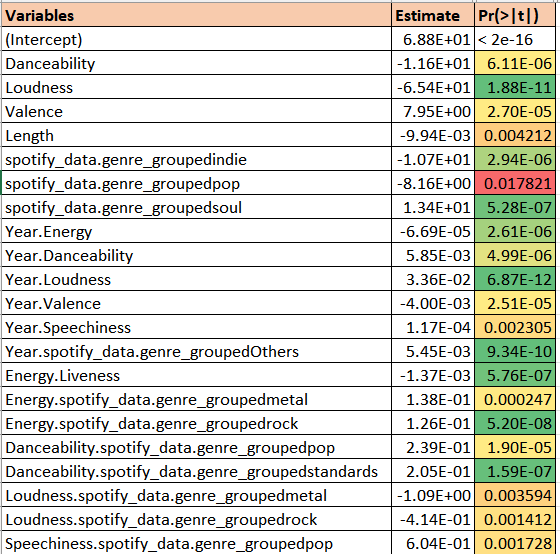 Variables Estimate Pr(>|t|)
(Intercept) 6.88E+01 < 2e-16
Danceability -1.16E+01 6.11E-06
Loudness -6.54E+01 1.88E-11
Valence 7.95E+00 2.70E-05
Length -9.94E-03 0.004212
spotify_data.genre_groupedindie -1.07E+01 2.94E-06
spotify_data.genre_groupedpop -8.16E+00 0.017821
spotify_data.genre_groupedsoul 1.34E+01 5.28E-07
Year.Energy -6.69E-05 2.61E-06
Year.Danceability 5.85E-03 4.99E-06
Year.Loudness 3.36E-02 6.87E-12
Year.Valence -4.00E-03 2.51E-05
Year.Speechiness 1.17E-04 0.002305
Year.spotify_data.genre_groupedOthers 5.45E-03 9.34E-10
Energy.Liveness -1.37E-03 5.76E-07
Energy.spotify_data.genre_groupedmetal 1.38E-01 0.000247
Energy.spotify_data.genre_groupedrock 1.26E-01 5.20E-08
Danceability.spotify_data.genre_groupedpop 2.39E-01 1.90E-05
Danceability.spotify_data.genre_groupedstandards 2.05E-01 1.59E-07
Loudness.spotify_data.genre_groupedmetal -1.09E+00 0.003594
Loudness.spotify_data.genre_groupedrock -4.14E-01 0.001412
Speechiness.spotify_data.genre_groupedpop 6.04E-01 0.001728